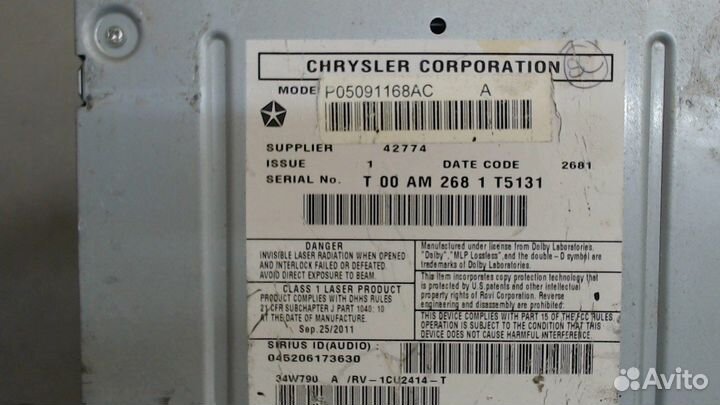 CHRYSLER CORPORATION
MODE P05091168AC A
SUPPLIER 42774
ISSUE 1 DATE CODE 2681
SERIAL No. T 00 AM 268 1 T5131
DANGER
INVISIBLE LASER RADIATION WHEN OPENED
AND INTERLOCK FAILED OR DEFEATED.
AVOID DIRECT EXPOSURE TO BEAM.
CLASS 1 LASER PRODUCT
PRODUCT COMPLIES WITH DHHS RULES
21 CFR SUBCHAPTER J PART 1040; 10
AT THE DATE OF MANUFACTURE.
Sep.25/2011
Manufactured under license from Dolby Laboratories.
"Dolby","MLP Lossless", and the double-D symbol are
trademarks of Dolby Laboratories.
This item incorporates copy protection technology that
is protected by U.S.patents and other intellectual
property rights of Rovi Corporation. Reverse
engineering and disassembly are prohibited.
THIS DEVICE COMPLIES WITH PART 15 OF THE FCC RULES
OPERATION IS SUBJECT TO THE CONDITION THAT THIS
DEVICE DOES NOT CAUSE HARMFUL INTERFERENCE.
SIRIUS ID(AUDIO) :
045206173630
34W790 A /RV-1CU2414-T
Avito